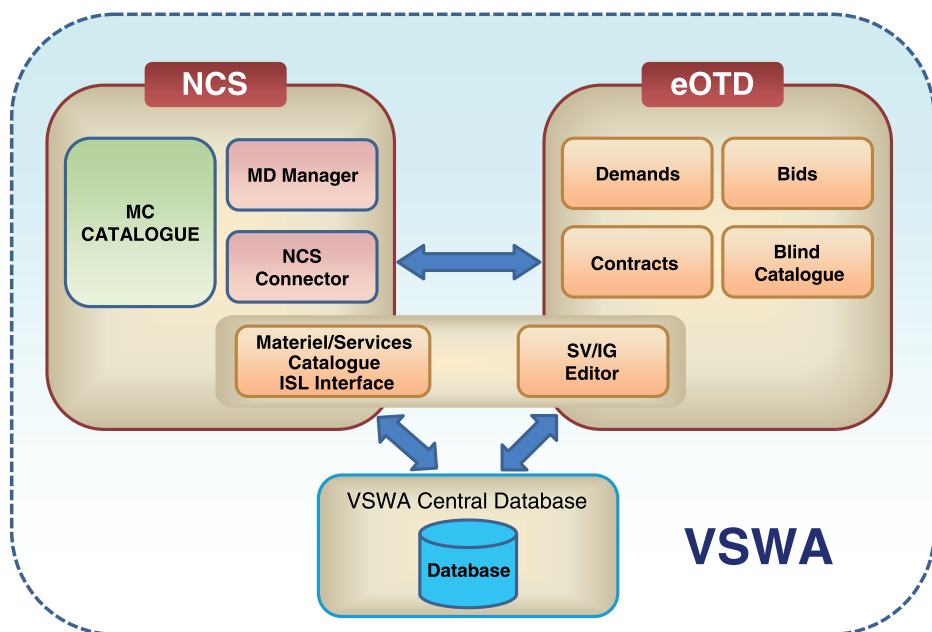 NCS
MC
CATALOGUE
MD Manager
NCS
Connector
eOTD
Demands
Bids
Contracts
Blind
Catalogue
Materiel/Services
Catalogue
ISL Interface
SV/IG
Editor
VSWA Central Database
Database
VSWA